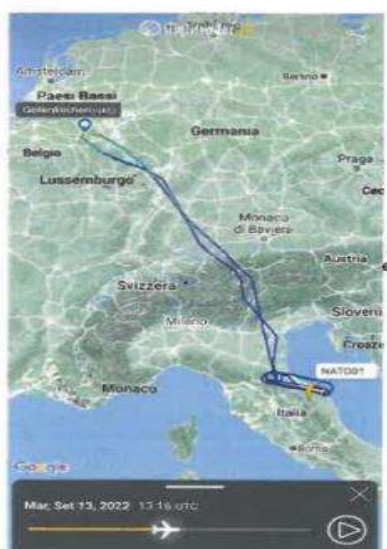 Amsterdam
Berlino
Paesi Bassi
Geilenkirchen
Germania
Belgio
Praga
Lussemburgo
Monaco
di Baviera
Austria
Svizzera
Milano
Sloveni
Croazi
NATO01
Monaco
Italia
Roma
Google
Mar, Set 13, 2022 13:16 UTC